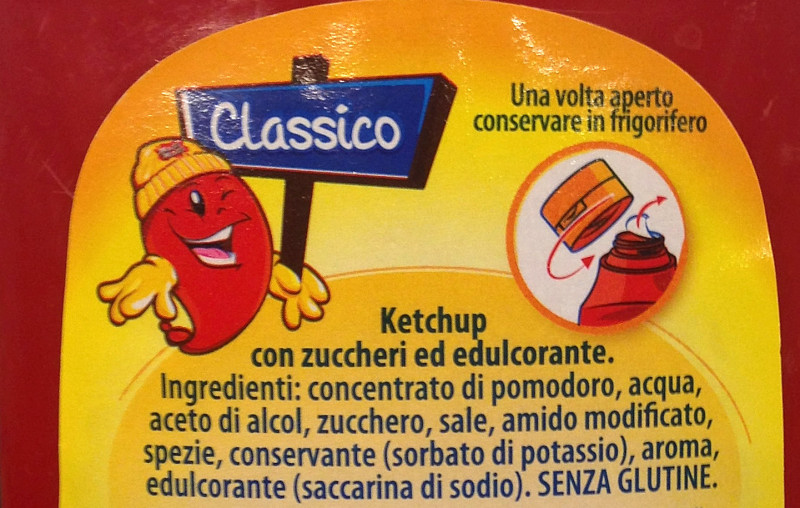 Classico
Una volta aperto
conservare in frigorifero
Ketchup
con zuccheri ed edulcorante.
Ingredienti: concentrato di pomodoro, acqua,
aceto di alcol, zucchero, sale, amido modificato,
spezie, conservante (sorbato di potassio), aroma,
edulcorante (saccarina di sodio). SENZA GLUTINE.